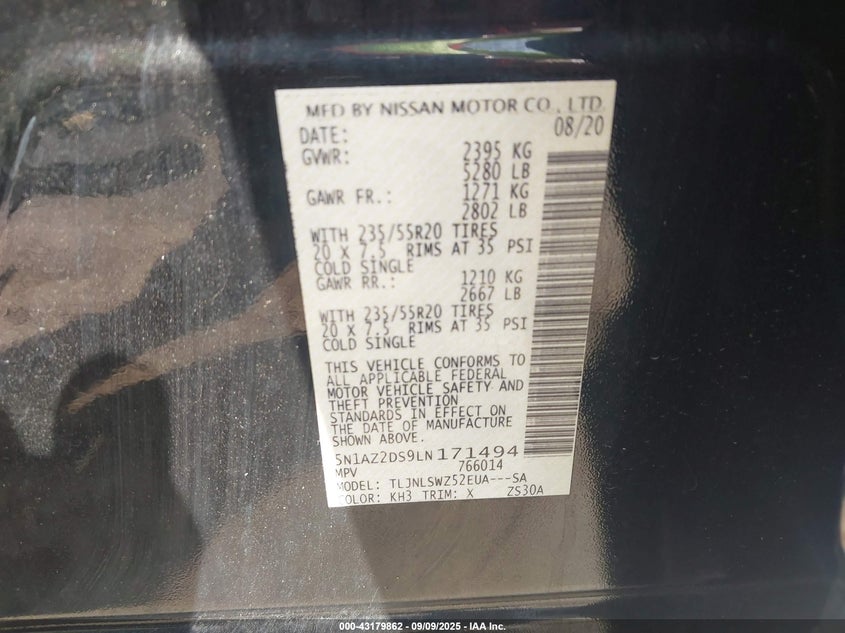 MFD BY NISSAN MOTOR CO., LTD.
DATE: 08/20
GVWR: 2395 KG
5280 LB
GAWR FR.: 1271 KG
2802 LB
WITH 235/55R20 TIRES
20 X 7.5 RIMS AT 35 PSI
COLD SINGLE
GAWR RR.: 1210 KG
2667 LB
WITH 235/55R20 TIRES
20 X 7.5 RIMS AT 35 PSI
COLD SINGLE
THIS VEHICLE CONFORMS TO
ALL APPLICABLE FEDERAL
MOTOR VEHICLE SAFETY AND
THEFT PREVENTION
STANDARDS IN EFFECT ON
THE DATE OF MANUFACTURE
SHOWN ABOVE.
5N1AZ2DS9LN171494
MPV 766014
MODEL: TLJNLSWZ52EUA---SA
COLOR: KH3 TRIM: X ZS30A
000-43179862 - 09/09/2025 - IAA Inc.